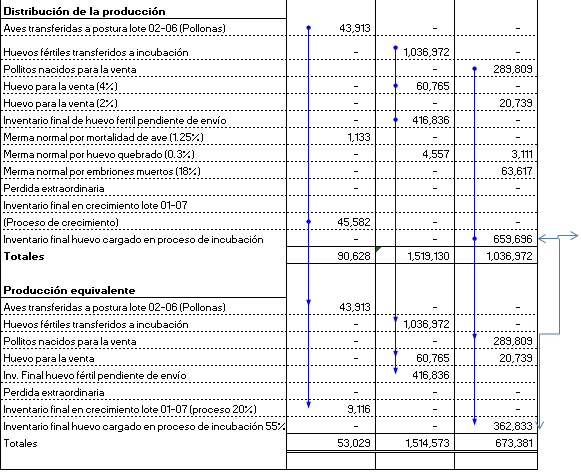 Distribución de la producción
Aves transferidas a postura lote 02-06 (Pollonas) 43,913 - -
Huevos fértiles transferidos a incubación - 1,036,972 -
Pollitos nacidos para la venta - - 289,809
Huevo para la venta (4%) - 60,765 -
Huevo para la venta (2%) - - 20,739
Inventario final de huevo fertil pendiente de envío - 416,836 -
Merma normal por mortalidad de ave (1.25%) 1,133 - -
Merma normal por huevo quebrado (0.3%) - 4,557 3,111
Merma normal por embriones muertos (18%) - - 63,617
Perdida extraordinaria - - -
Inventario final en crecimiento lote 01-07
(Proceso de crecimiento) 45,582 - -
Inventario final huevo cargado en proceso de incubación - - 659,696
Totales 90,628 1,519,130 1,036,972
Producción equivalente
Aves transferidas a postura lote 02-06 (Pollonas) 43,913 - -
Huevos fértiles transferidos a incubación - 1,036,972 -
Pollitos nacidos para la venta - - 289,809
Huevo para la venta - 60,765 20,739
Inv. Final huevo fértil pendiente de envío - 416,836 -
Perdida extraordinaria - - -
Inventario final en crecimiento lote 01-07 (proceso 20%) 9,116 - -
Inventario final huevo cargado en proceso de incubación 55% - - 362,833
Totales 53,029 1,514,573 673,381